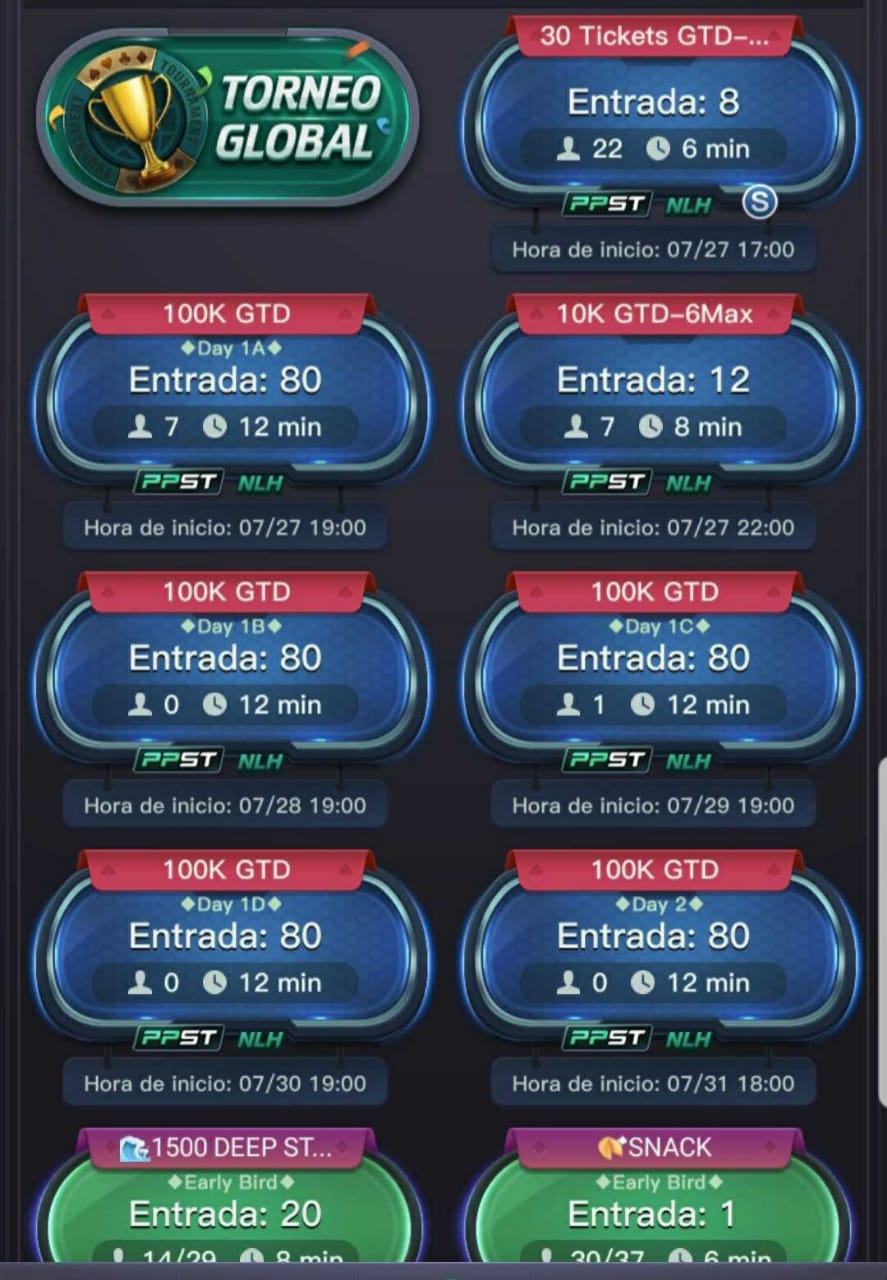 TORNEO
GLOBAL
TOURNAMENT
TOURNAMENT
30 Tickets GTD-...
Entrada: 8
22 6 min
PPST NLH S
Hora de inicio: 07/27 17:00
100K GTD
◆Day 1A◆
Entrada: 80
7 12 min
PPST NLH
Hora de inicio: 07/27 19:00
10K GTD-6Max
Entrada: 12
7 8 min
PPST NLH
Hora de inicio: 07/27 22:00
100K GTD
◆Day 1B◆
Entrada: 80
0 12 min
PPST NLH
Hora de inicio: 07/28 19:00
100K GTD
◆Day 1C◆
Entrada: 80
1 12 min
PPST NLH
Hora de inicio: 07/29 19:00
100K GTD
◆Day 1D◆
Entrada: 80
0 12 min
PPST NLH
Hora de inicio: 07/30 19:00
100K GTD
◆Day 2◆
Entrada: 80
0 12 min
PPST NLH
Hora de inicio: 07/31 18:00
🌊1500 DEEP ST...
◆Early Bird◆
Entrada: 20
14/29 8 min
🥠SNACK
◆Early Bird◆
Entrada: 1
30/37 6 min